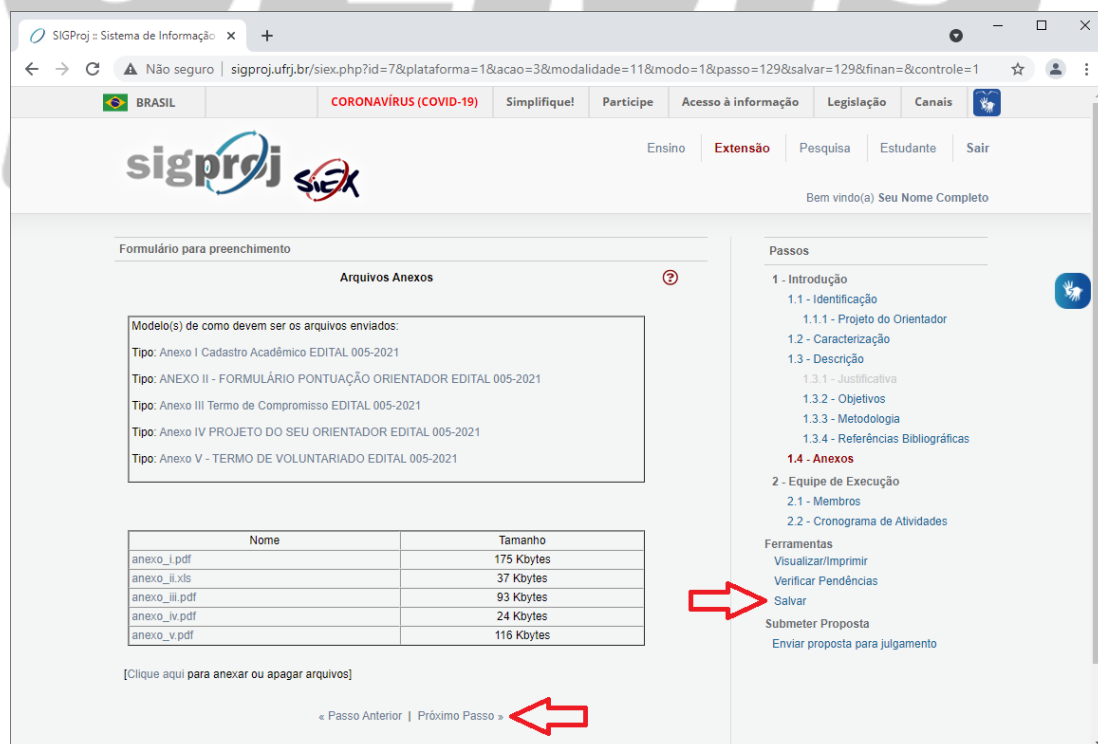 SIGProj :: Sistema de Informação
Não seguro | sigproj.ufrj.br/siex.php?id=7&plataforma=1&acao=3&modalidade=11&modo=1&passo=129&salvar=129&finan=&controle=1
BRASIL CORONAVÍRUS (COVID-19) Simplifique! Participe Acesso à informação Legislação Canais
sigproj SiEX
Ensino Extensão Pesquisa Estudante Sair
Bem vindo(a) Seu Nome Completo
Formulário para preenchimento
Arquivos Anexos ?
Modelo(s) de como devem ser os arquivos enviados:
Tipo: Anexo I Cadastro Acadêmico EDITAL 005-2021
Tipo: ANEXO II - FORMULÁRIO PONTUAÇÃO ORIENTADOR EDITAL 005-2021
Tipo: Anexo III Termo de Compromisso EDITAL 005-2021
Tipo: Anexo IV PROJETO DO SEU ORIENTADOR EDITAL 005-2021
Tipo: Anexo V - TERMO DE VOLUNTARIADO EDITAL 005-2021
Nome Tamanho
anexo_i.pdf 175 Kbytes
anexo_ii.xls 37 Kbytes
anexo_iii.pdf 93 Kbytes
anexo_iv.pdf 24 Kbytes
anexo_v.pdf 116 Kbytes
[Clique aqui para anexar ou apagar arquivos]
« Passo Anterior | Próximo Passo »
Passos
1 - Introdução
1.1 - Identificação
1.1.1 - Projeto do Orientador
1.2 - Caracterização
1.3 - Descrição
1.3.1 - Justificativa
1.3.2 - Objetivos
1.3.3 - Metodologia
1.3.4 - Referências Bibliográficas
1.4 - Anexos
2 - Equipe de Execução
2.1 - Membros
2.2 - Cronograma de Atividades
Ferramentas
Visualizar/Imprimir
Verificar Pendências
Salvar
Submeter Proposta
Enviar proposta para julgamento